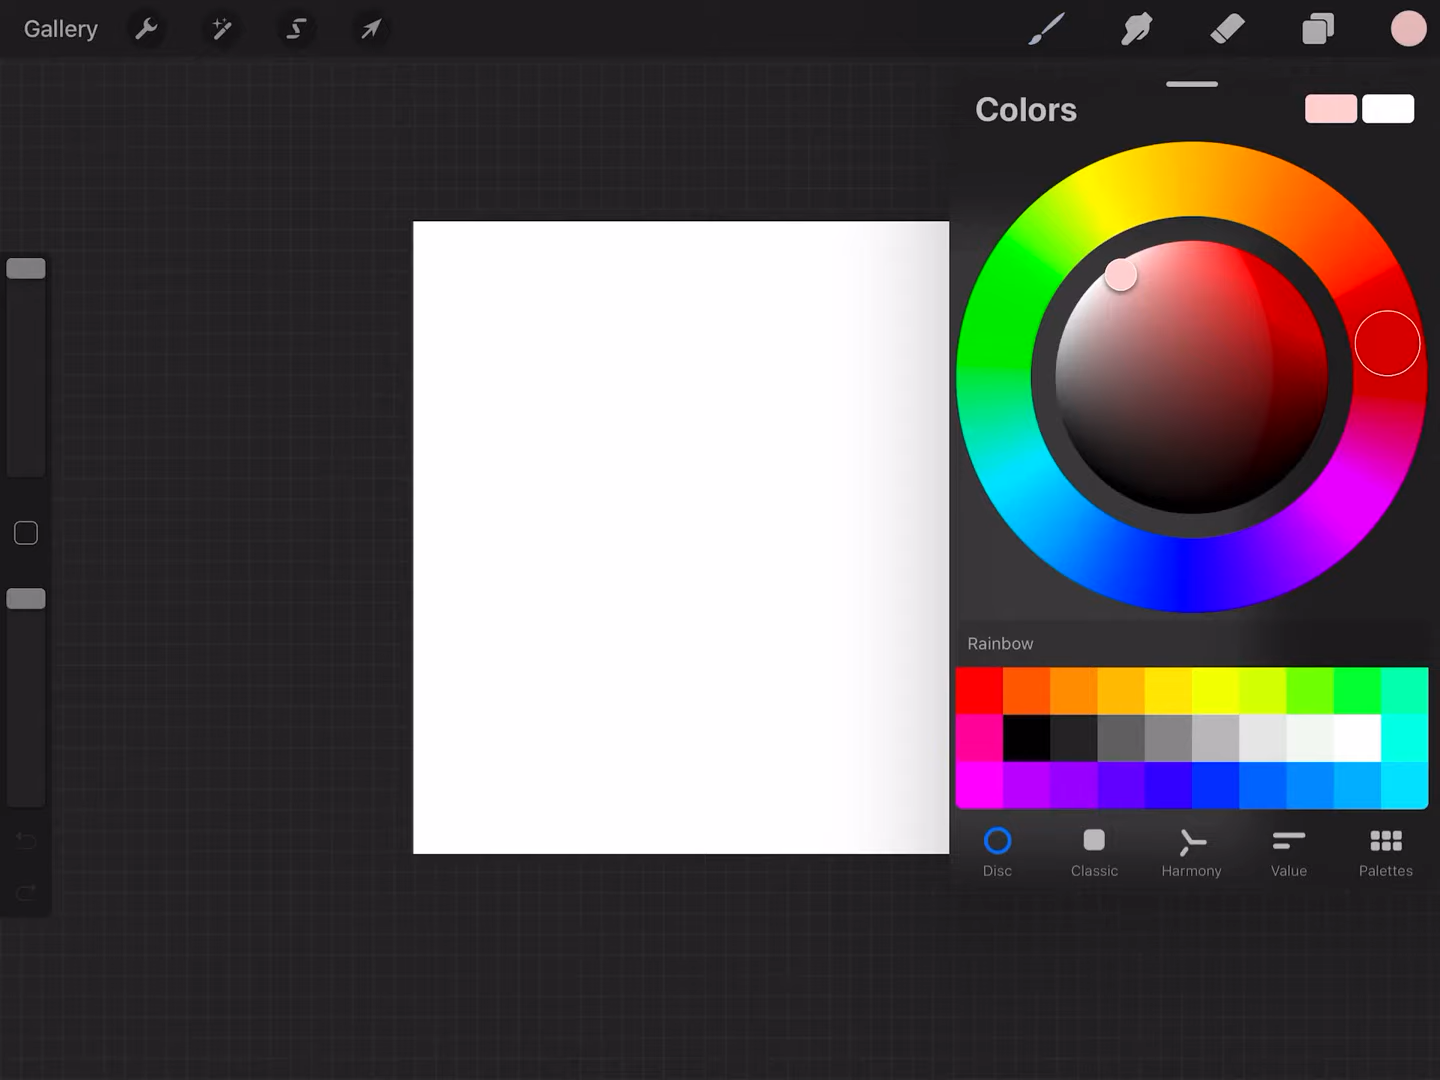 Gallery
Colors
Rainbow
Disc
Classic
Harmony
Value
Palettes